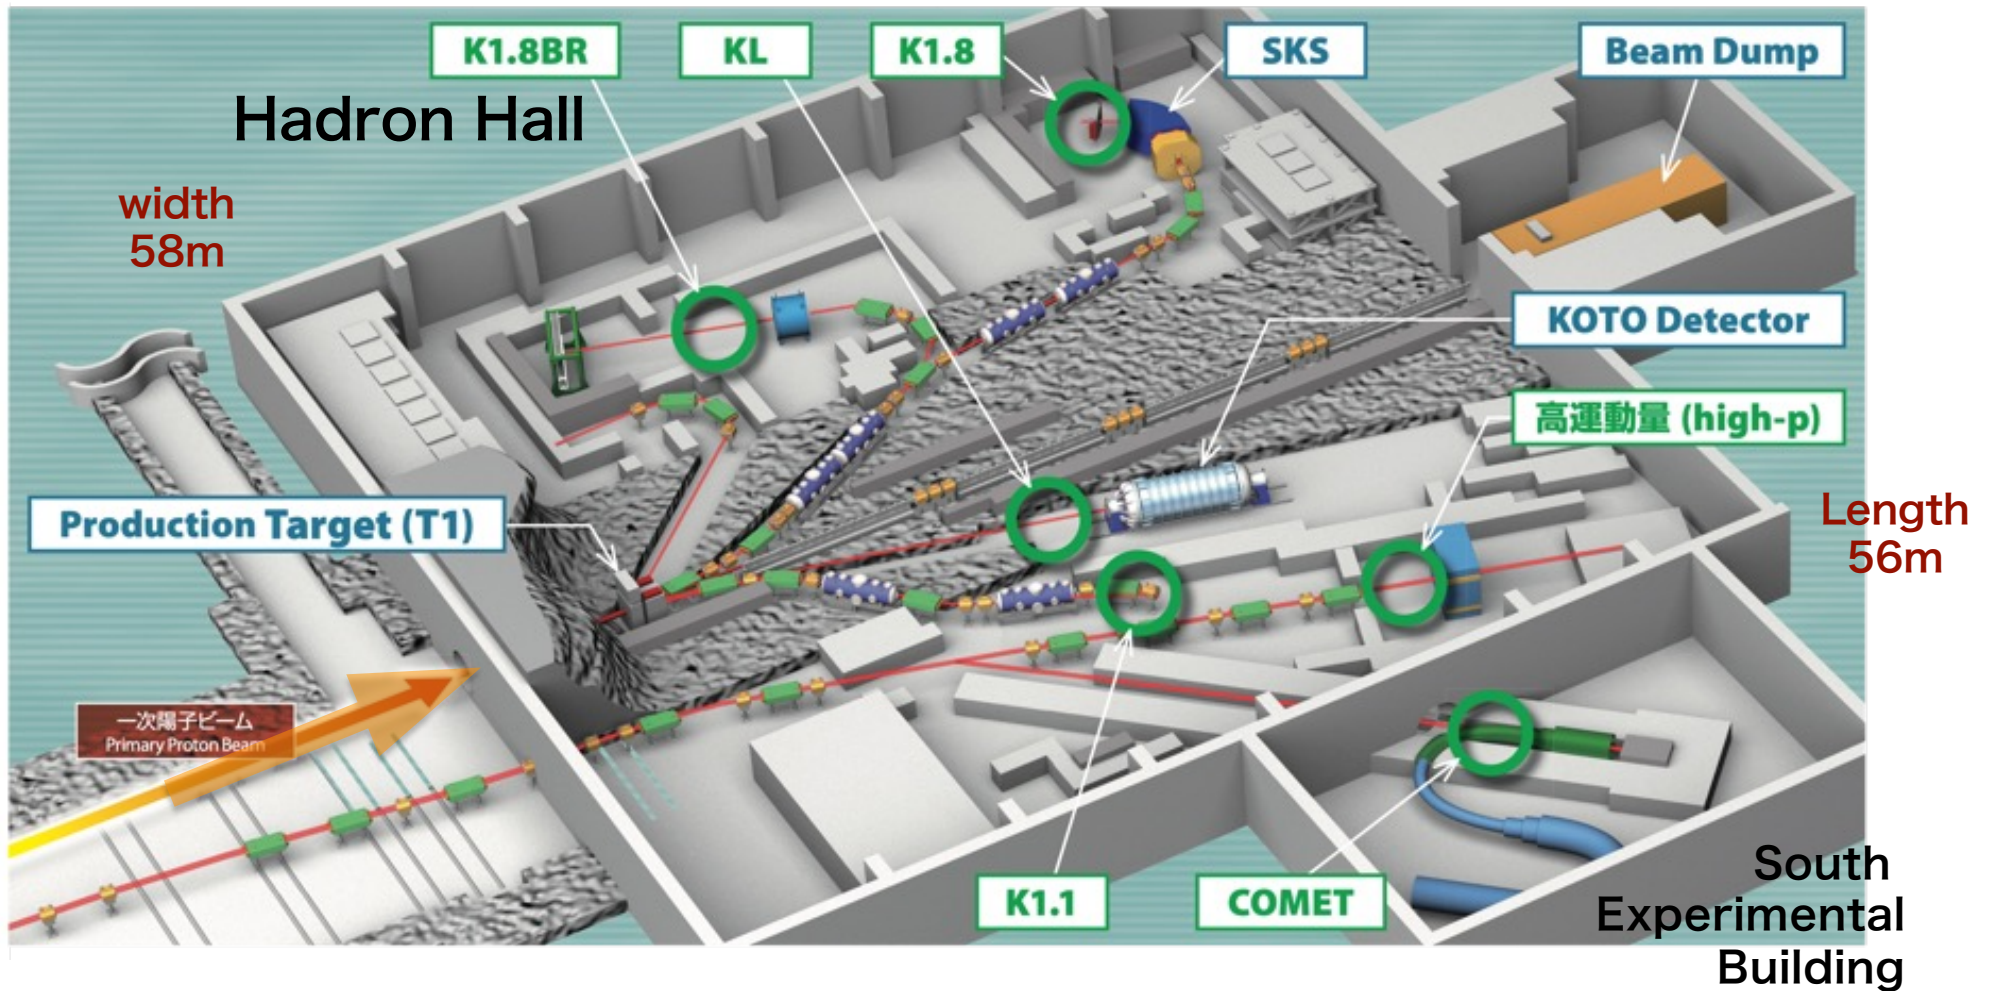 K1.8BR
KL
K1.8
SKS
Beam Dump
Hadron Hall
width
58m
KOTO Detector
高運動量 (high-p)
Production Target (T1)
Length
56m
一次陽子ビーム
Primary Proton Beam
K1.1
COMET
South
Experimental
Building